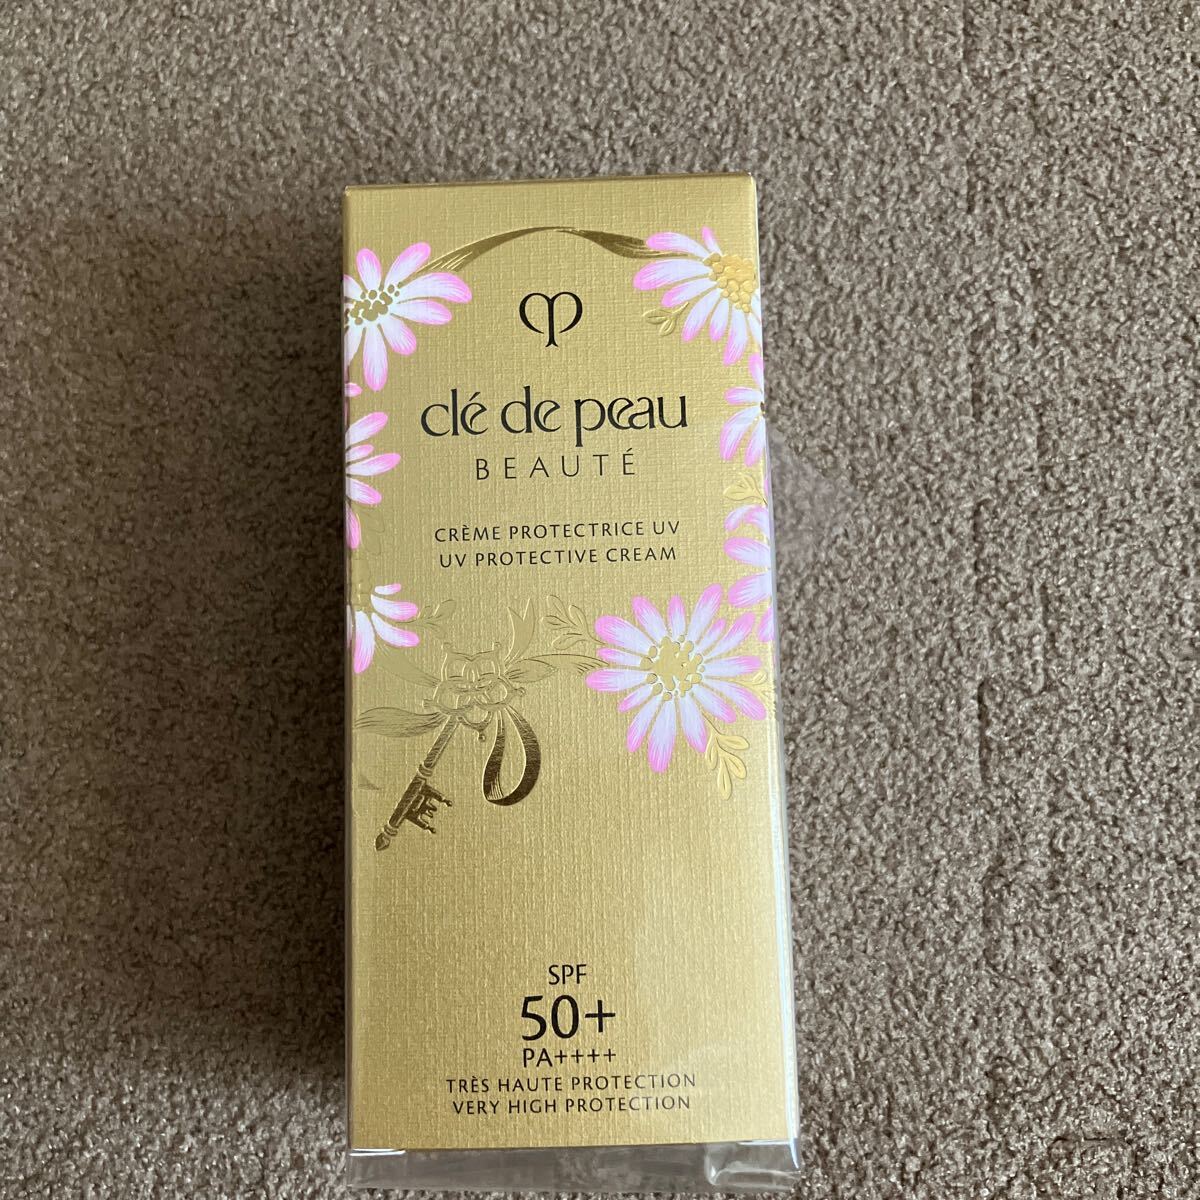 clé de peau
BEAUTÉ
CRÈME PROTECTRICE UV
UV PROTECTIVE CREAM
SPF
50+
PA++++
TRÈS HAUTE PROTECTION
VERY HIGH PROTECTION